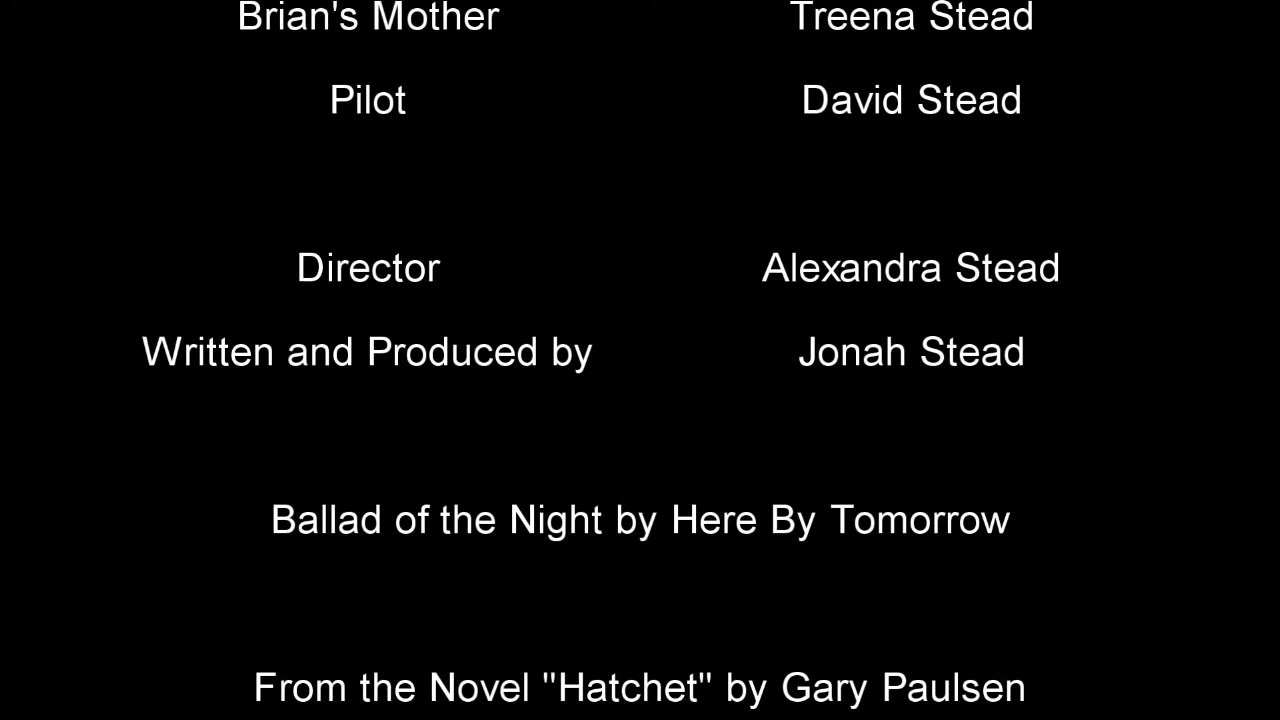 Brian's Mother Treena Stead
Pilot David Stead
Director Alexandra Stead
Written and Produced by Jonah Stead
Ballad of the Night by Here By Tomorrow
From the Novel "Hatchet" by Gary Paulsen